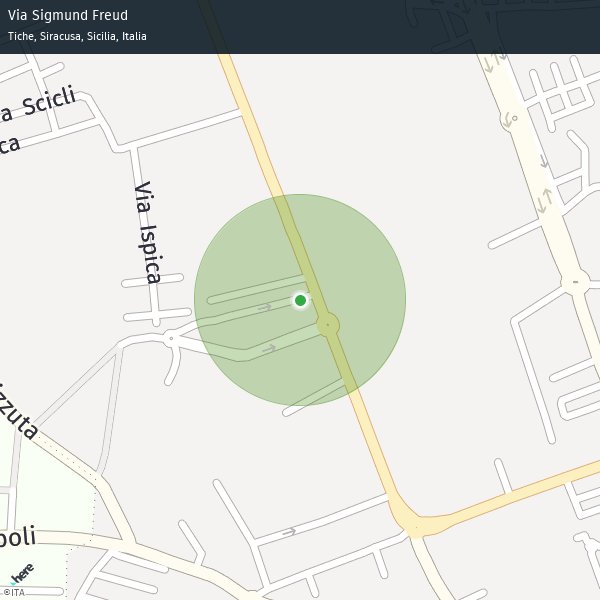 Via Sigmund Freud
Tiche, Siracusa, Sicilia, Italia
a Scicli
ca
Via Ispica
izzuta
poli
here
©ITA